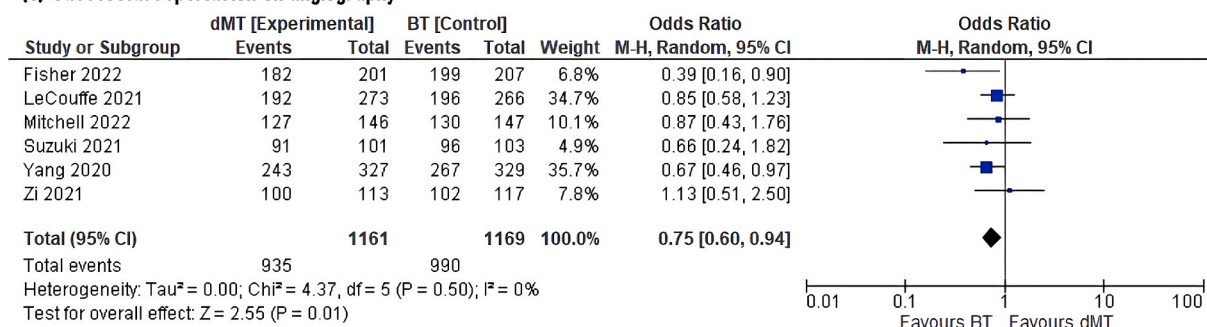 dMT [Experimental] BT [Control] Odds Ratio Odds Ratio
Study or Subgroup Events Total Events Total Weight M-H, Random, 95% CI M-H, Random, 95% CI
Fisher 2022 182 201 199 207 6.8% 0.39 [0.16, 0.90]
LeCouffe 2021 192 273 196 266 34.7% 0.85 [0.58, 1.23]
Mitchell 2022 127 146 130 147 10.1% 0.87 [0.43, 1.76]
Suzuki 2021 91 101 96 103 4.9% 0.66 [0.24, 1.82]
Yang 2020 243 327 267 329 35.7% 0.67 [0.46, 0.97]
Zi 2021 100 113 102 117 7.8% 1.13 [0.51, 2.50]
Total (95% CI) 1161 1169 100.0% 0.75 [0.60, 0.94]
Total events 935 990
Heterogeneity: Tau² = 0.00; Chi² = 4.37, df = 5 (P = 0.50); I² = 0%
Test for overall effect: Z = 2.55 (P = 0.01)
0.01 0.1 1 10 100
Favours BT Favours dMT